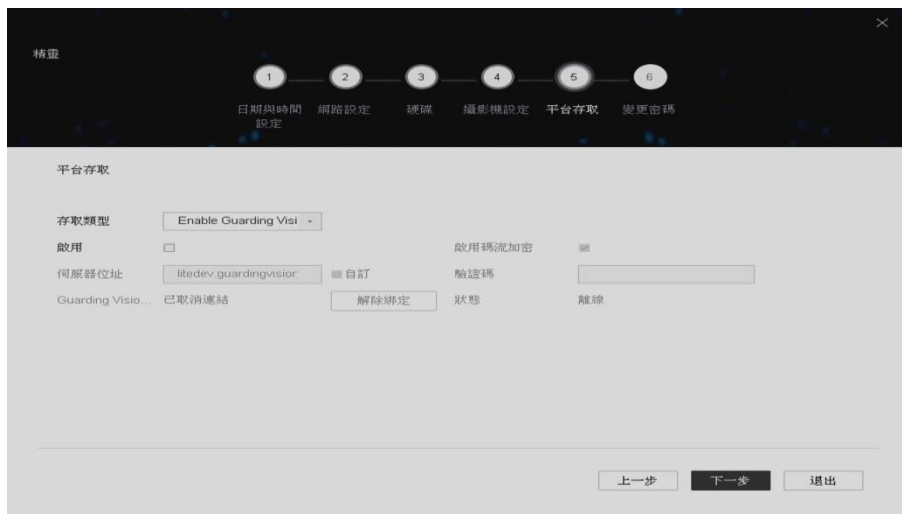 精靈
1 2 3 4 5 6
日期與時間設定 網路設定 硬碟 攝影機設定 平台存取 變更密碼
平台存取
存取類型 Enable Guarding Visi
啟用 啟用碼流加密
伺服器位址 litedev.guardingvision 自訂 驗證碼
Guarding Visio... 已取消連結 解除綁定 狀態 離線
上一步 下一步 退出